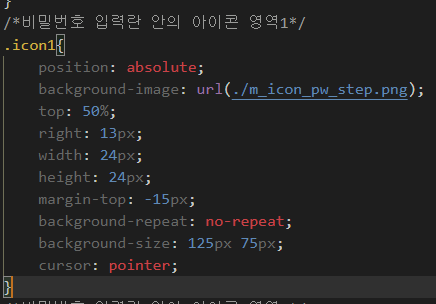 }
/*비밀번호 입력란 안의 아이콘 영역1*/
.icon1{
position: absolute;
background-image: url(./m_icon_pw_step.png);
top: 50%;
right: 13px;
width: 24px;
height: 24px;
margin-top: -15px;
background-repeat: no-repeat;
background-size: 125px 75px;
cursor: pointer;
}